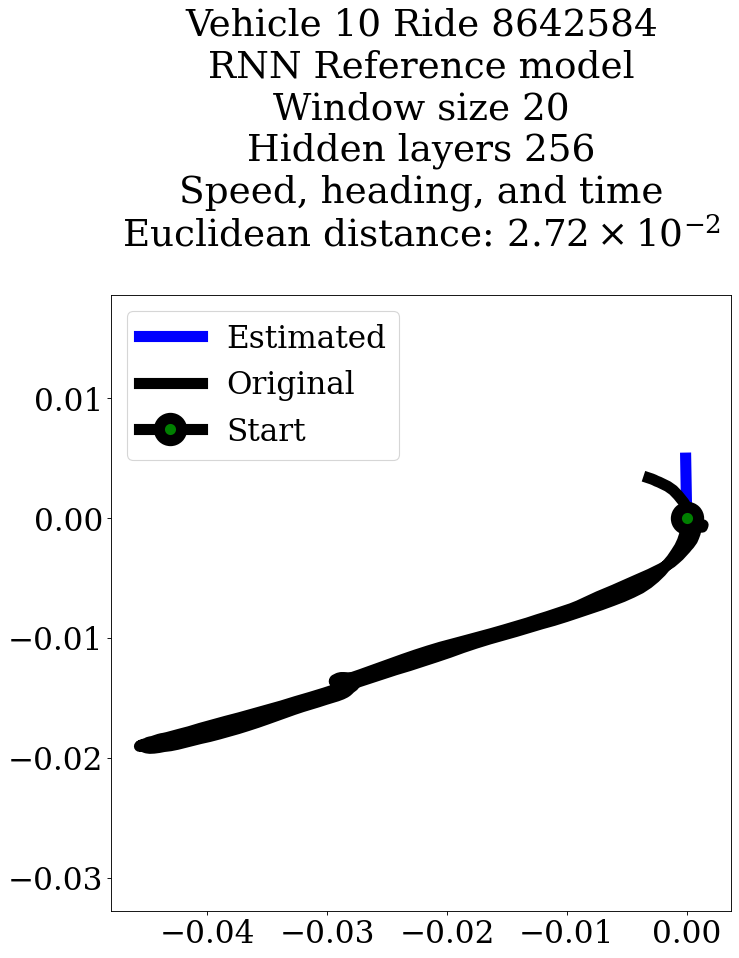 Vehicle 10 Ride 8642584
RNN Reference model
Window size 20
Hidden layers 256
Speed, heading, and time
Euclidean distance: 2.72 × 10⁻²
Estimated
Original
Start
0.01
0.00
−0.01
−0.02
−0.03
−0.04 −0.03 −0.02 −0.01 0.00